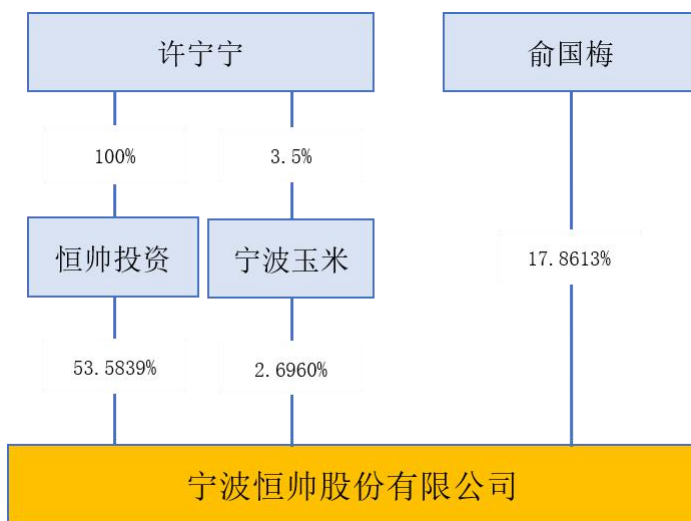 许宁宁
俞国梅
100%
3.5%
恒帅投资
宁波玉米
17.8613%
53.5839%
2.6960%
宁波恒帅股份有限公司